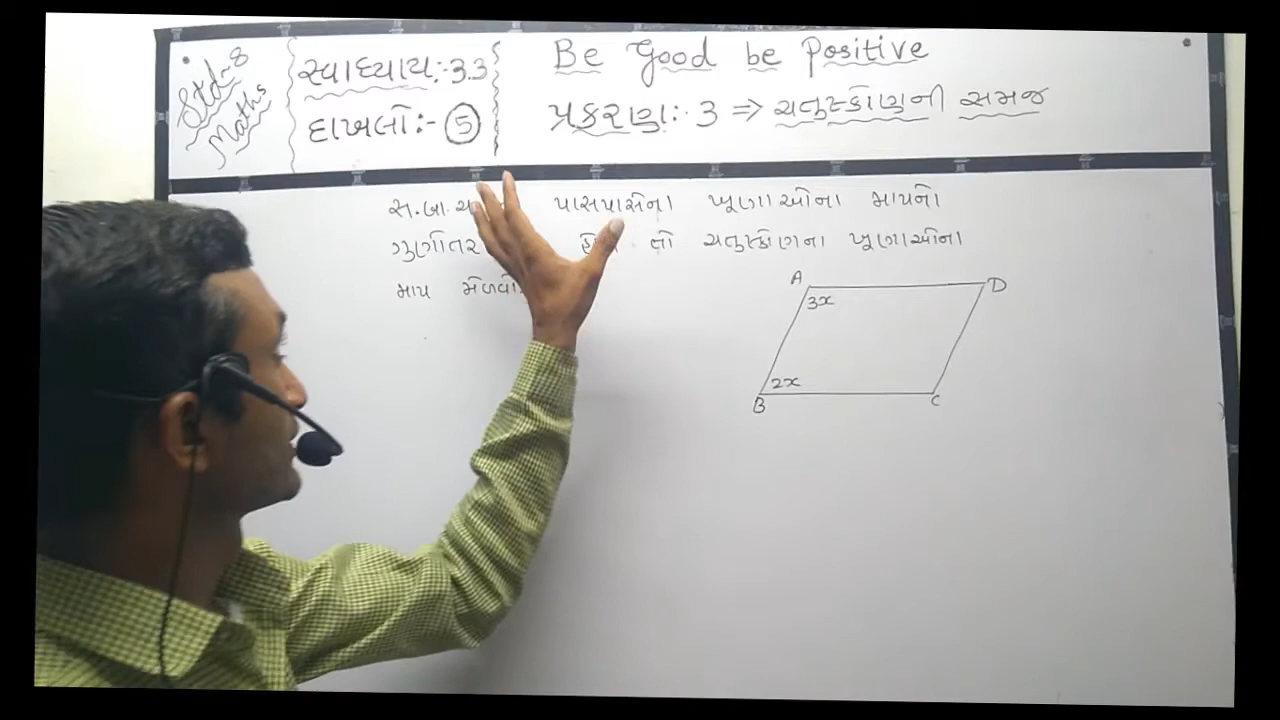 Std-8
Maths
સ્વાધ્યાય:-3.3
દાખલો:- 5
Be Good be Positive
પ્રકરણ:- 3 ⇒ ચતુષ્કોણની સમજ
સ.બા.ચ પાસપાસેના ખૂણાઓના માપનો
ગુણોતર તો ચતુષ્કોણના ખૂણાઓના
માપ મેળવો.
A D
3x
2x
B C